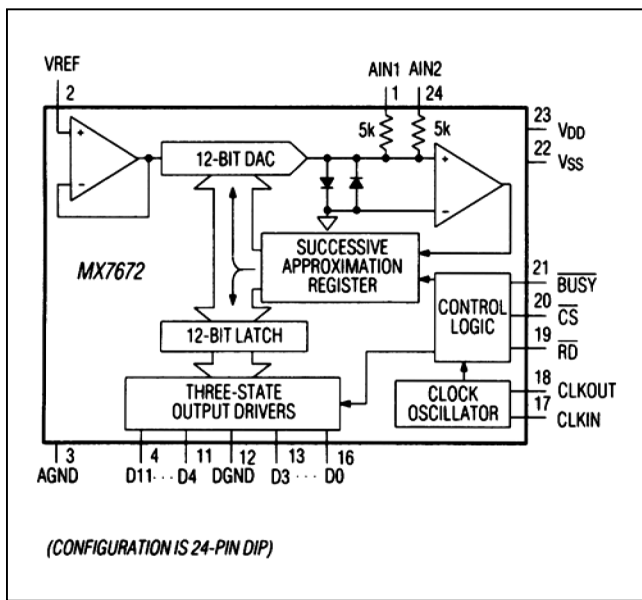 VREF
2
AIN1 AIN2
1 24
5k 5k
23
VDD
22
VSS
12-BIT DAC
+
-
+
-
MX7672
SUCCESSIVE
APPROXIMATION
REGISTER
21
BUSY
20
CS
19
RD
CONTROL
LOGIC
12-BIT LATCH
THREE-STATE
OUTPUT DRIVERS
CLOCK
OSCILLATOR
18
CLKOUT
17
CLKIN
3 4 11 12 13 16
AGND D11 ··· D4 DGND D3 ··· D0
(CONFIGURATION IS 24-PIN DIP)